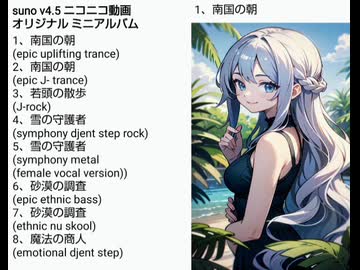 suno v4.5 ニコニコ動画
オリジナル ミニアルバム
1、南国の朝
(epic uplifting trance)
2、南国の朝
(epic J- trance)
3、若頭の散歩
(J-rock)
4、雪の守護者
(symphony djent step rock)
5、雪の守護者
(symphony metal
(female vocal version))
6、砂漠の調査
(epic ethnic bass)
7、砂漠の調査
(ethnic nu skool)
8、魔法の商人
(emotional djent step)
1、南国の朝